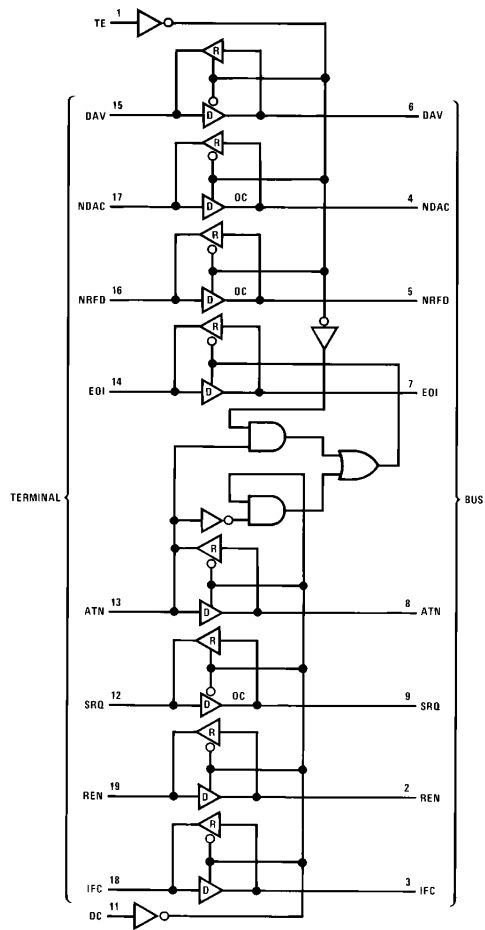 TE 1
R
DAV 15 D 6 DAV
R
NDAC 17 D OC 4 NDAC
R
NRFD 16 D OC 5 NRFD
R
EOI 14 D 7 EOI
TERMINAL BUS
R
ATN 13 D 8 ATN
R
SRQ 12 D OC 9 SRQ
R
REN 19 D 2 REN
R
IFC 18 D 3 IFC
DC 11